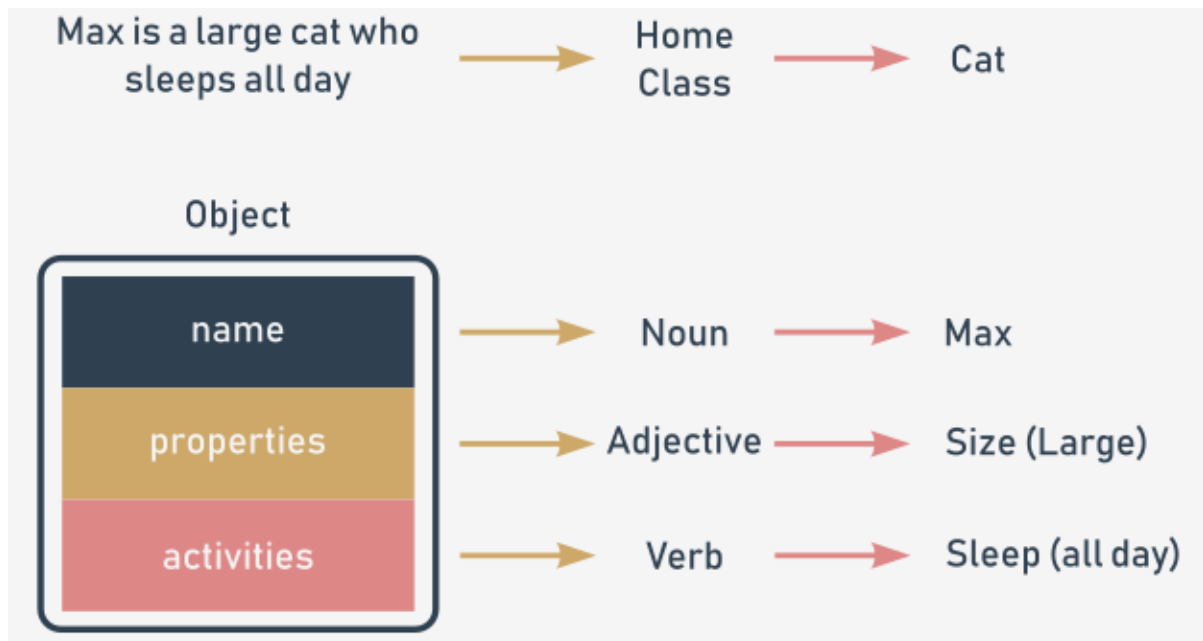 Max is a large cat who
sleeps all day
Home
Class
Cat
Object
name
Noun
Max
properties
Adjective
Size (Large)
activities
Verb
Sleep (all day)